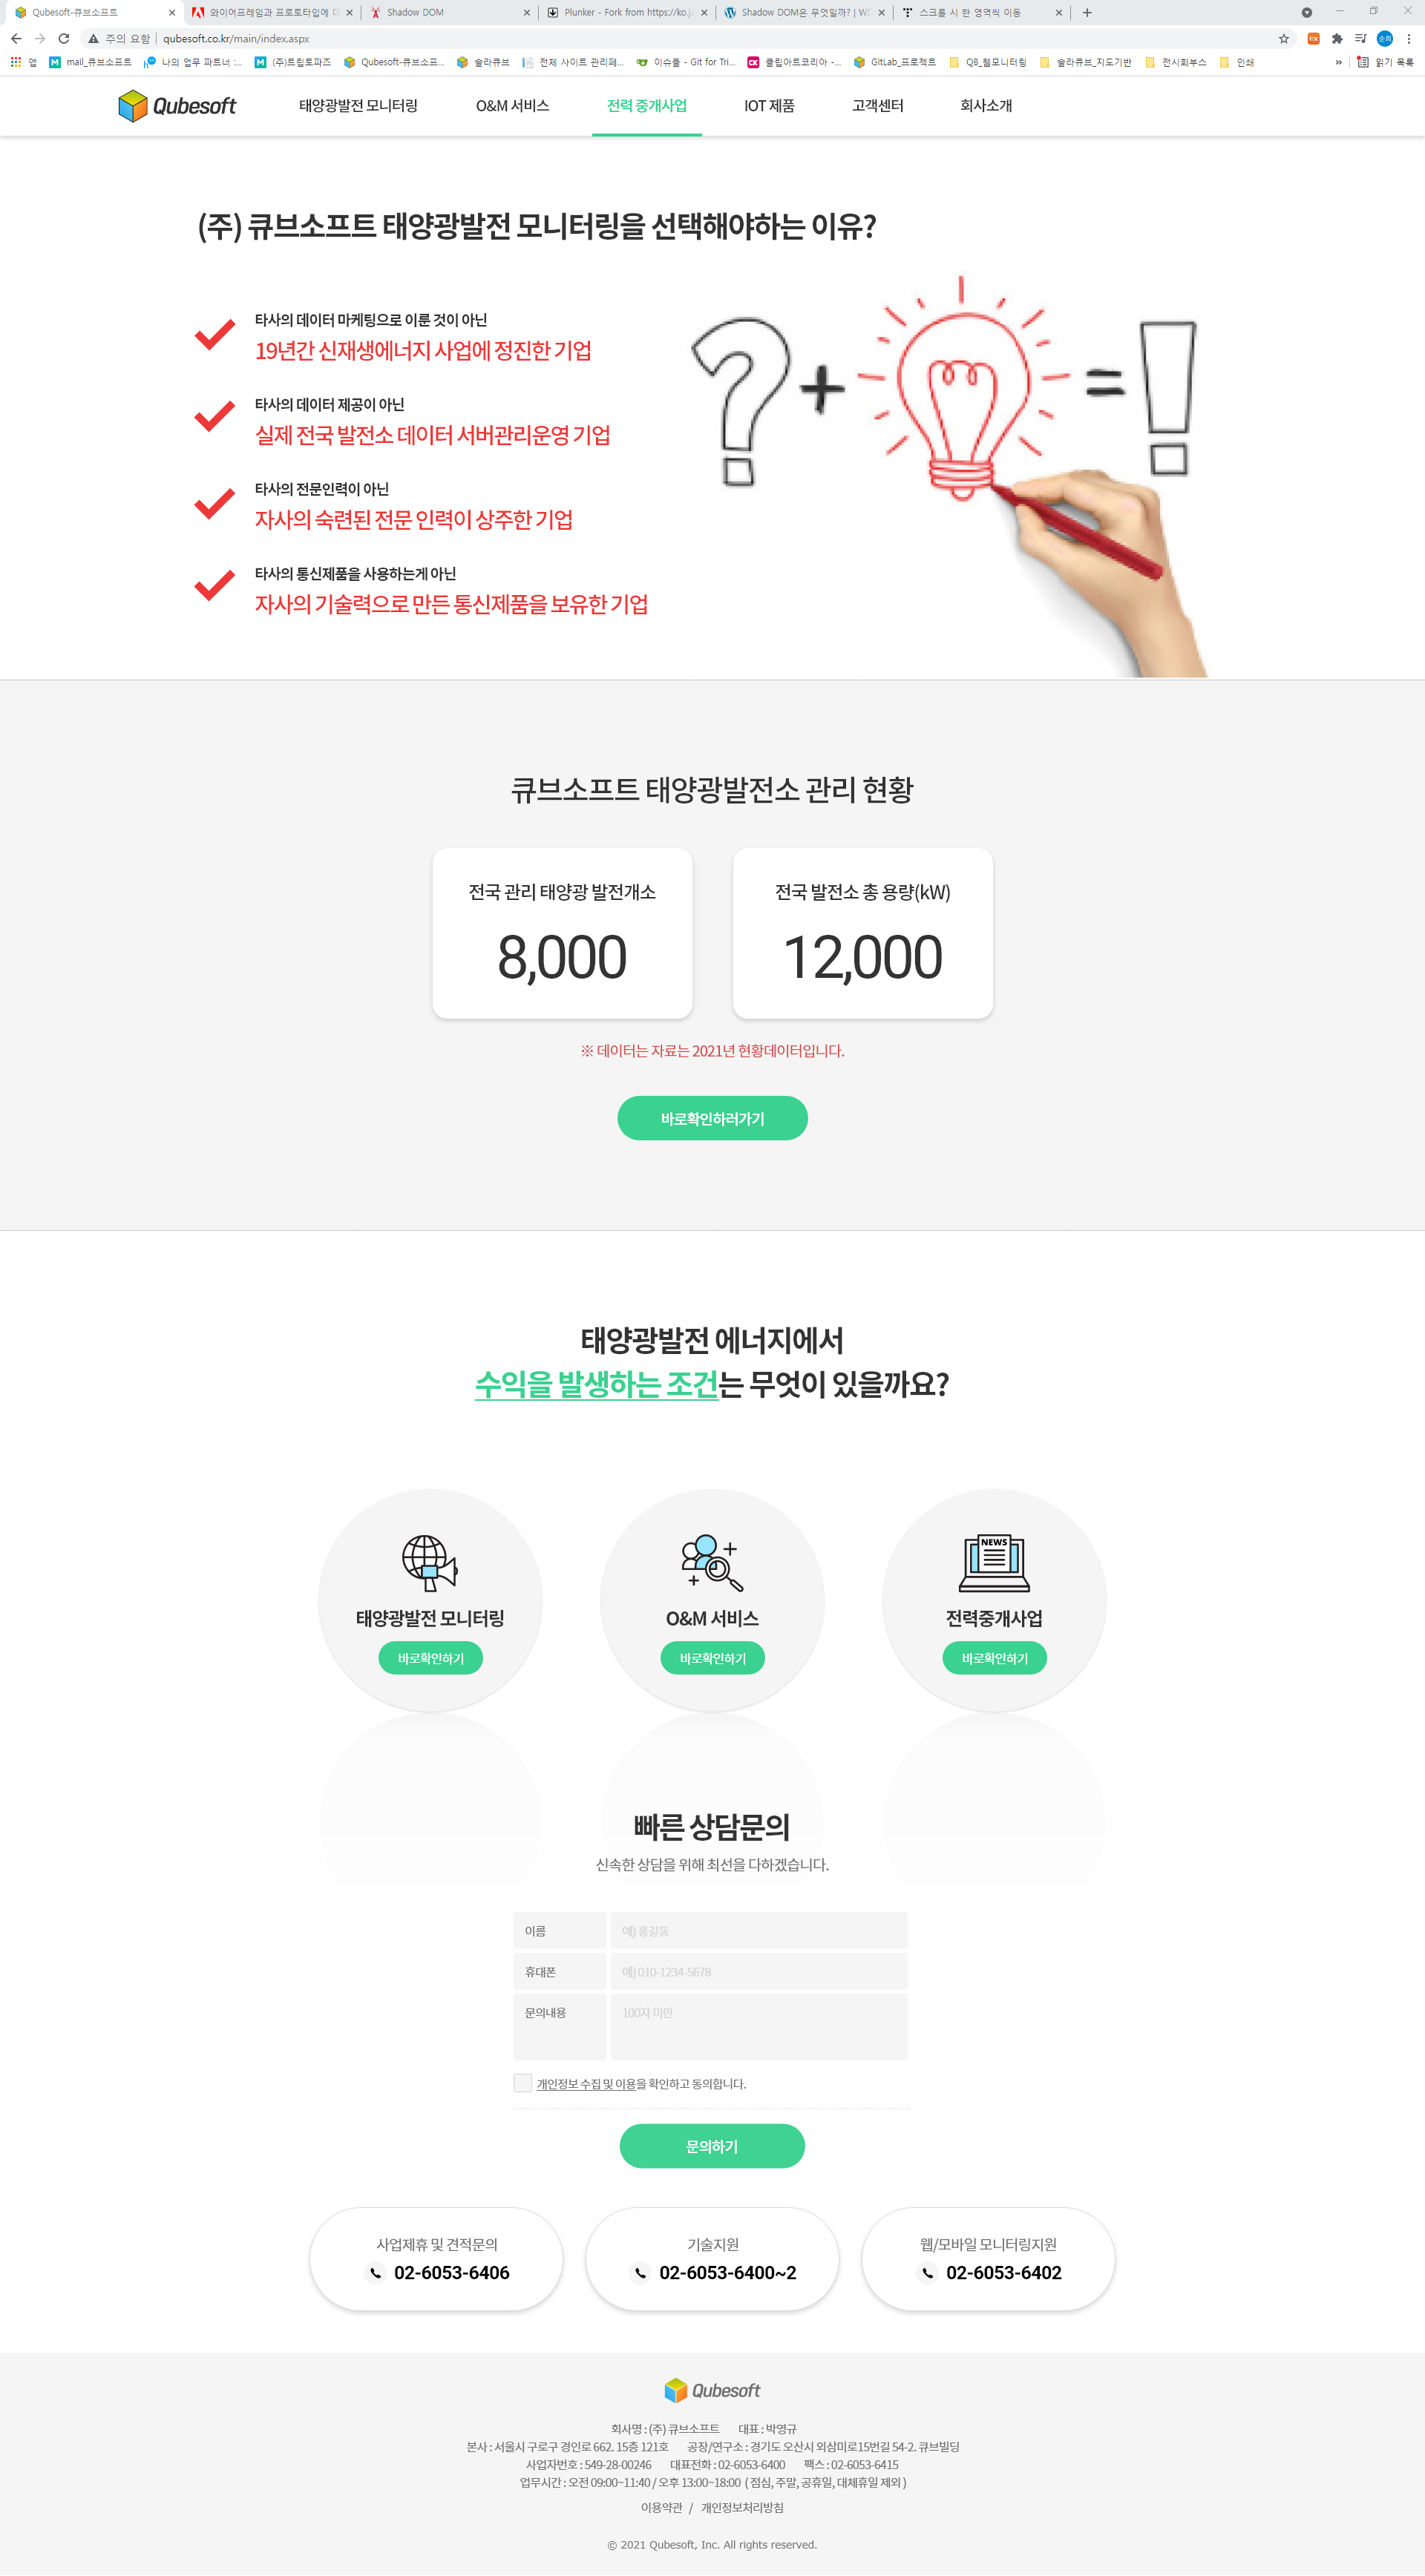 Qubesoft-큐브소프트
와이어프레임과 프로토타입에 대
Shadow DOM
Plunker - Fork from https://ko.ja
Shadow DOM은 무엇일까? | WI
스크롤 시 한 영역씩 이동
주의 요함 | qubesoft.co.kr/main/index.aspx
앱
mail_큐브소프트
나의 업무 파트너 :...
(주)트립토파즈
Qubesoft-큐브소프...
솔라큐브
전체 사이트 관리페...
이슈들 - Git for Tri...
클립아트코리아 -...
GitLab_프로젝트
QB_웹모니터링
솔라큐브_지도기반
전시회부스
인쇄
»
읽기 목록
Qubesoft
태양광발전 모니터링
O&M 서비스
전력 중개사업
IOT 제품
고객센터
회사소개
(주) 큐브소프트 태양광발전 모니터링을 선택해야하는 이유?
타사의 데이터 마케팅으로 이룬 것이 아닌
19년간 신재생에너지 사업에 정진한 기업
타사의 데이터 제공이 아닌
실제 전국 발전소 데이터 서버관리운영 기업
타사의 전문인력이 아닌
자사의 숙련된 전문 인력이 상주한 기업
타사의 통신제품을 사용하는게 아닌
자사의 기술력으로 만든 통신제품을 보유한 기업
? + = !
큐브소프트 태양광발전소 관리 현황
전국 관리 태양광 발전개소
8,000
전국 발전소 총 용량(kW)
12,000
※ 데이터는 자료는 2021년 현황데이터입니다.
바로확인하러가기
태양광발전 에너지에서
수익을 발생하는 조건는 무엇이 있을까요?
태양광발전 모니터링
바로확인하기
O&M 서비스
바로확인하기
NEWS
전력중개사업
바로확인하기
빠른 상담문의
신속한 상담을 위해 최선을 다하겠습니다.
이름
예) 홍길동
휴대폰
예) 010-1234-5678
문의내용
100자 미만
개인정보 수집 및 이용을 확인하고 동의합니다.
문의하기
사업제휴 및 견적문의
02-6053-6406
기술지원
02-6053-6400~2
웹/모바일 모니터링지원
02-6053-6402
Qubesoft
회사명 : (주) 큐브소프트 대표 : 박영규
본사 : 서울시 구로구 경인로 662. 15층 121호 공장/연구소 : 경기도 오산시 외삼미로15번길 54-2. 큐브빌딩
사업자번호 : 549-28-00246 대표전화 : 02-6053-6400 팩스 : 02-6053-6415
업무시간 : 오전 09:00~11:40 / 오후 13:00~18:00 ( 점심, 주말, 공휴일, 대체휴일 제외 )
이용약관 / 개인정보처리방침
© 2021 Qubesoft, Inc. All rights reserved.